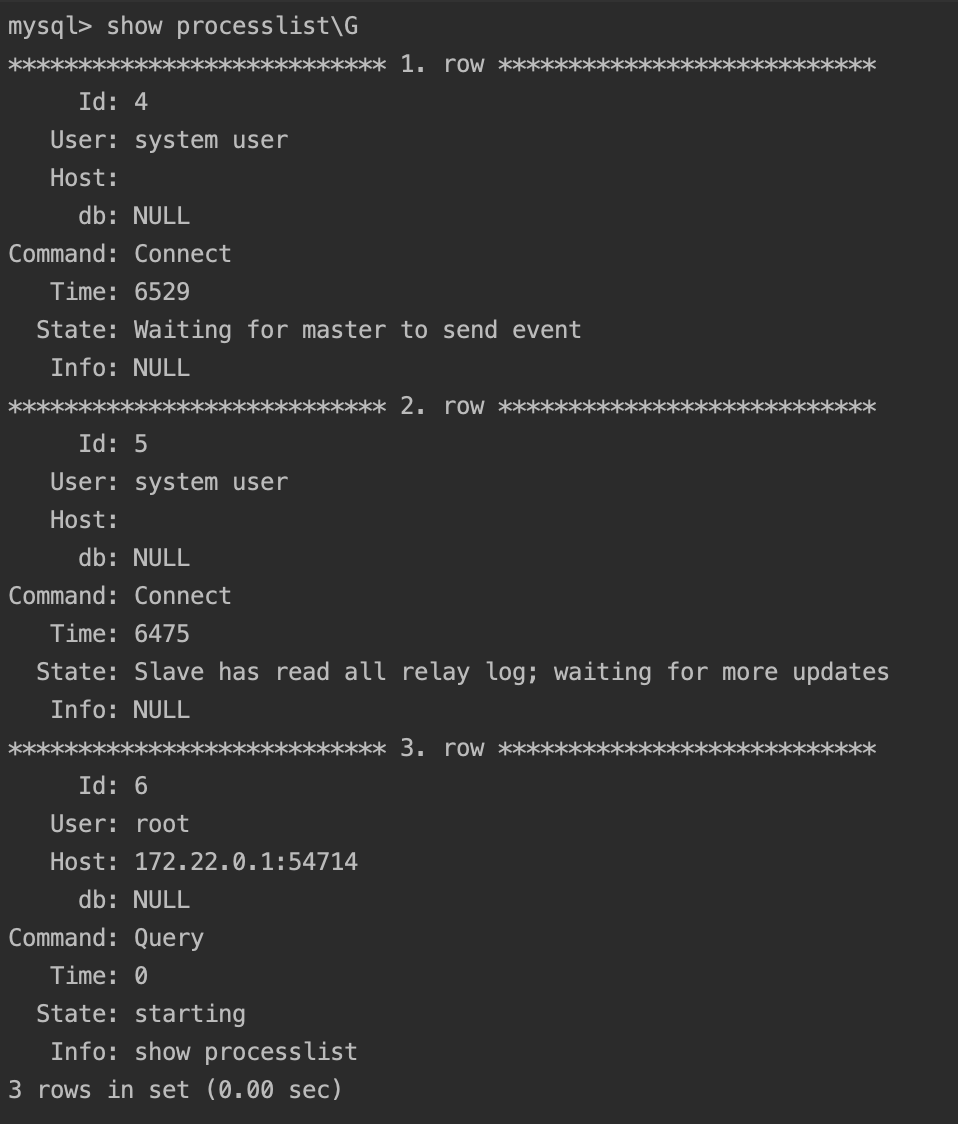 mysql> show processlist\G
*************************** 1. row ***************************
     Id: 4
   User: system user
   Host:
     db: NULL
Command: Connect
   Time: 6529
  State: Waiting for master to send event
   Info: NULL
*************************** 2. row ***************************
     Id: 5
   User: system user
   Host:
     db: NULL
Command: Connect
   Time: 6475
  State: Slave has read all relay log; waiting for more updates
   Info: NULL
*************************** 3. row ***************************
     Id: 6
   User: root
   Host: 172.22.0.1:54714
     db: NULL
Command: Query
   Time: 0
  State: starting
   Info: show processlist
3 rows in set (0.00 sec)